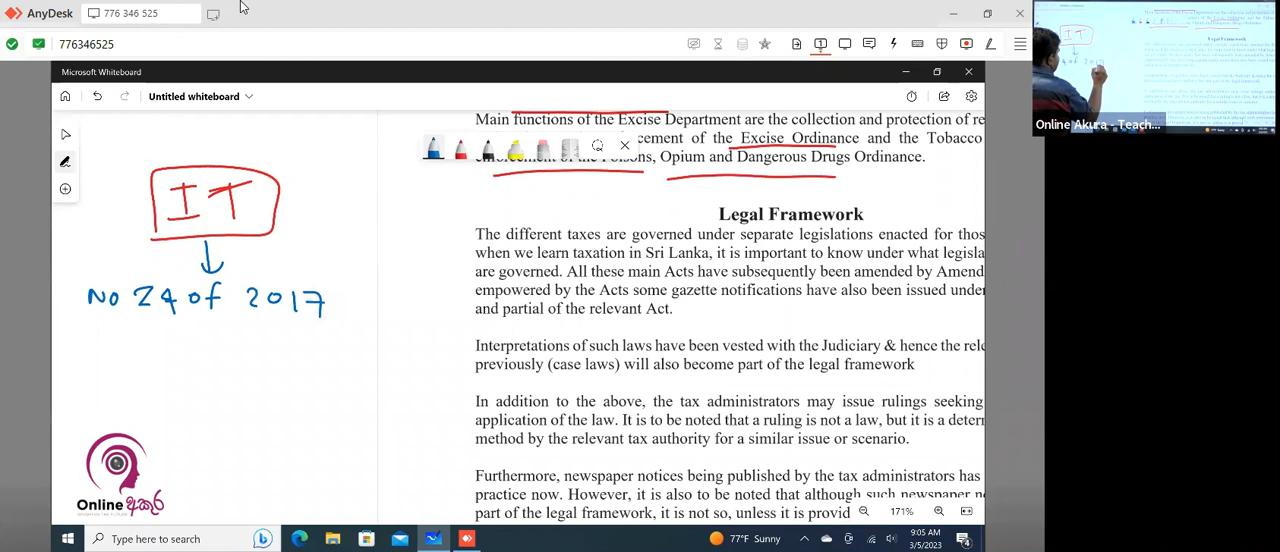 AnyDesk 776 346 525
776346525
Microsoft Whiteboard
Untitled whiteboard
Main functions of the Excise Department are the collection and protection of re
cement of the Excise Ordinance and the Tobacco
enforcement of the Poisons, Opium and Dangerous Drugs Ordinance.
IT
No 24 of 2017
Legal Framework
The different taxes are governed under separate legislations enacted for thos
when we learn taxation in Sri Lanka, it is important to know under what legisla
are governed. All these main Acts have subsequently been amended by Amend
empowered by the Acts some gazette notifications have also been issued under
and partial of the relevant Act.
Interpretations of such laws have been vested with the Judiciary & hence the rele
previously (case laws) will also become part of the legal framework
In addition to the above, the tax administrators may issue rulings seeking
application of the law. It is to be noted that a ruling is not a law, but it is a deter
method by the relevant tax authority for a similar issue or scenario.
Furthermore, newspaper notices being published by the tax administrators has
practice now. However, it is also to be noted that although such newspaper n
part of the legal framework, it is not so, unless it is provid
171%
Online අකුර
Type here to search
77°F Sunny
9:05 AM
3/5/2023
4
Online Akura - Teach...
IT
Legal Framework